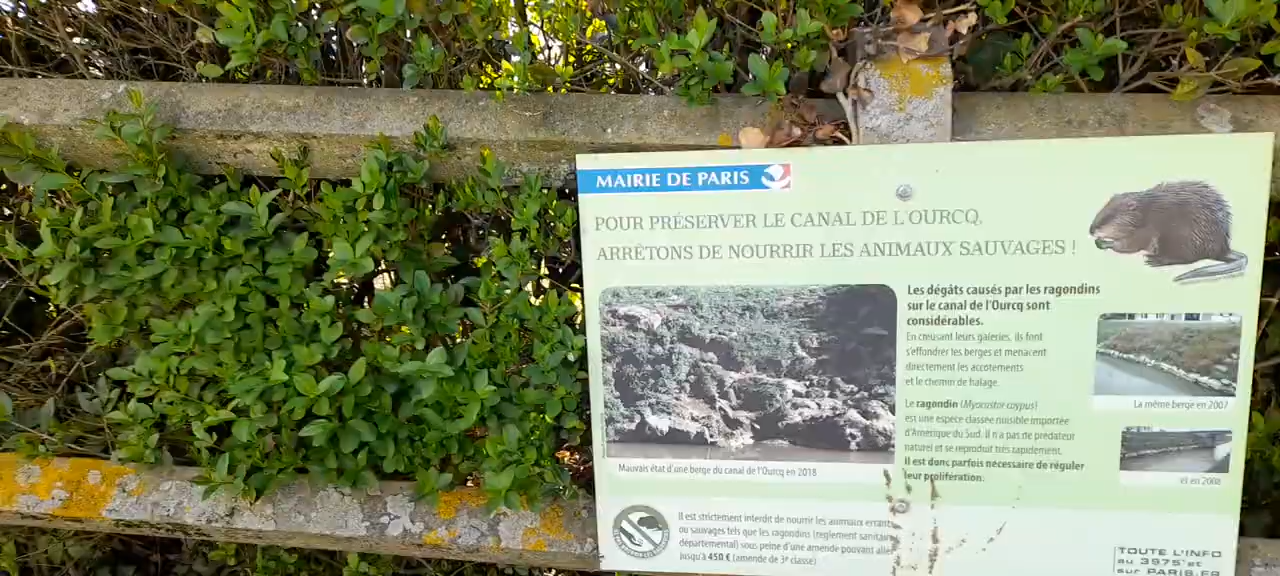 MAIRIE DE PARIS
POUR PRÉSERVER LE CANAL DE L'OURCQ,
ARRÊTONS DE NOURRIR LES ANIMAUX SAUVAGES !
Les dégâts causés par les ragondins
sur le canal de l'Ourcq sont
considérables.
En creusant leurs galeries, ils font
s'effondrer les berges et menacent
directement les accotements
et le chemin de halage.
Le ragondin (Myocastor coypus)
est une espèce classée nuisible importée
d'Amérique du Sud. Il n'a pas de prédateur
naturel et se reproduit très rapidement.
Il est donc parfois nécessaire de réguler
leur prolifération.
La même berge en 2007
et en 2008
Mauvais état d'une berge du canal de l'Ourcq en 2018
Il est strictement interdit de nourrir les animaux errants
ou sauvages tels que les ragondins (règlement sanitaire
départemental) sous peine d'une amende pouvant aller
jusqu'à 450 € (amende de 3e classe)
TOUTE L'INFO
au 3975 et
sur PARIS.FR